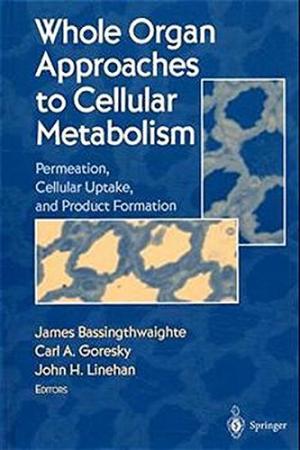 Whole Organ
Approaches
to Cellular
Metabolism
Permeation,
Cellular Uptake,
and Product Formation
James Bassingthwaighte
Carl A. Goresky
John H. Linehan
EDITORS
Springer